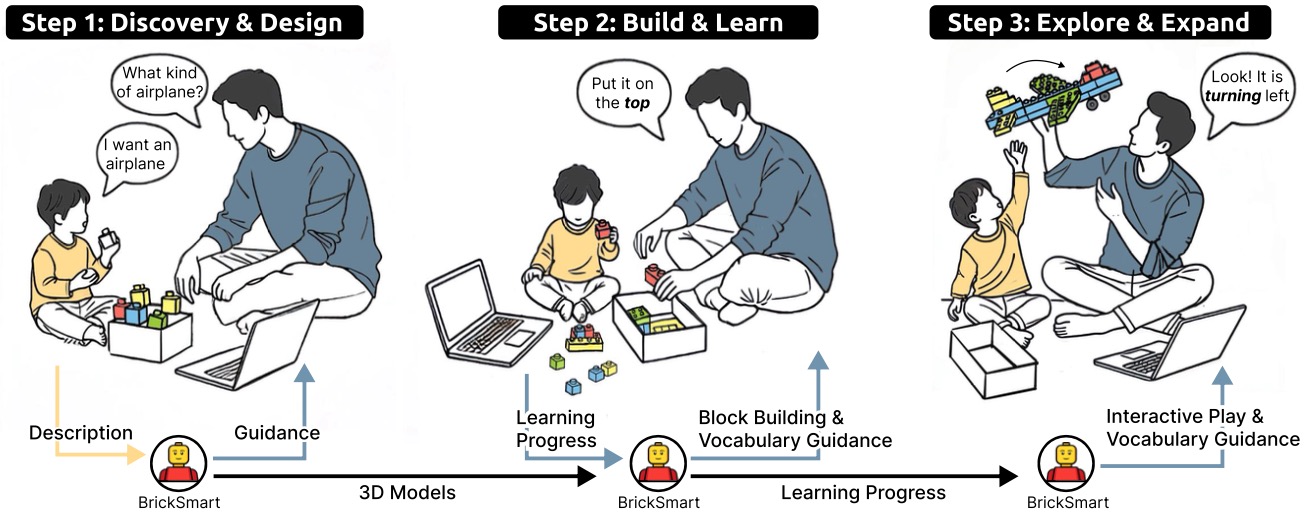 Step 1: Discovery & Design
What kind
of airplane?
I want an
airplane
Description
Guidance
BrickSmart
3D Models
Step 2: Build & Learn
Put it on
the top
Learning
Progress
Block Building &
Vocabulary Guidance
BrickSmart
Learning Progress
Step 3: Explore & Expand
Look! It is
turning left
Interactive Play &
Vocabulary Guidance
BrickSmart